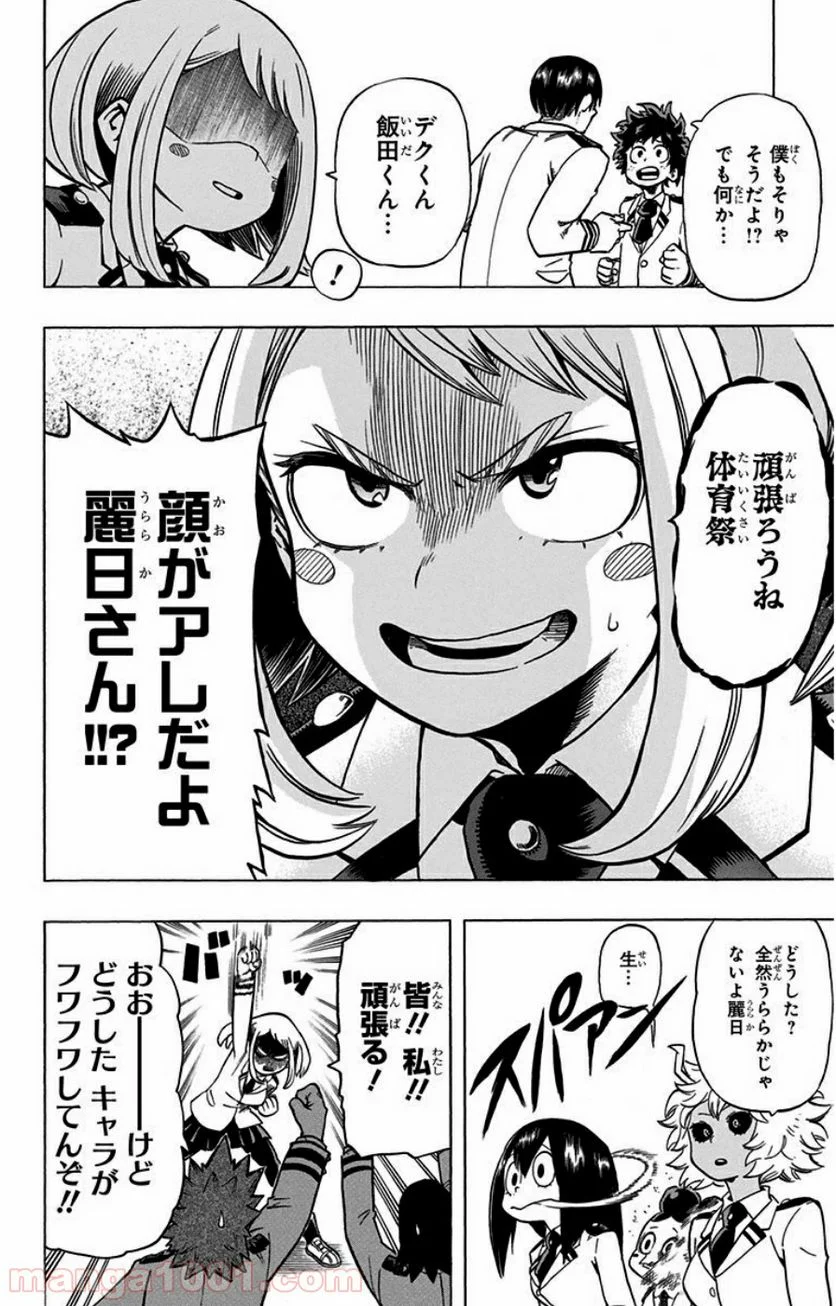 僕もそりゃ
そうだよ!?
でも何か…
デクくん
飯田くん…
!
頑張ろうね
体育祭
顔がアレだよ
麗日さん!!?
どうした?
全然うららかじゃ
ないよ麗日
生…
スパアン
皆!! 私!!
頑張る!
おお――けど
どうした キャラが
フワフワしてんぞ!!
manga1001.com